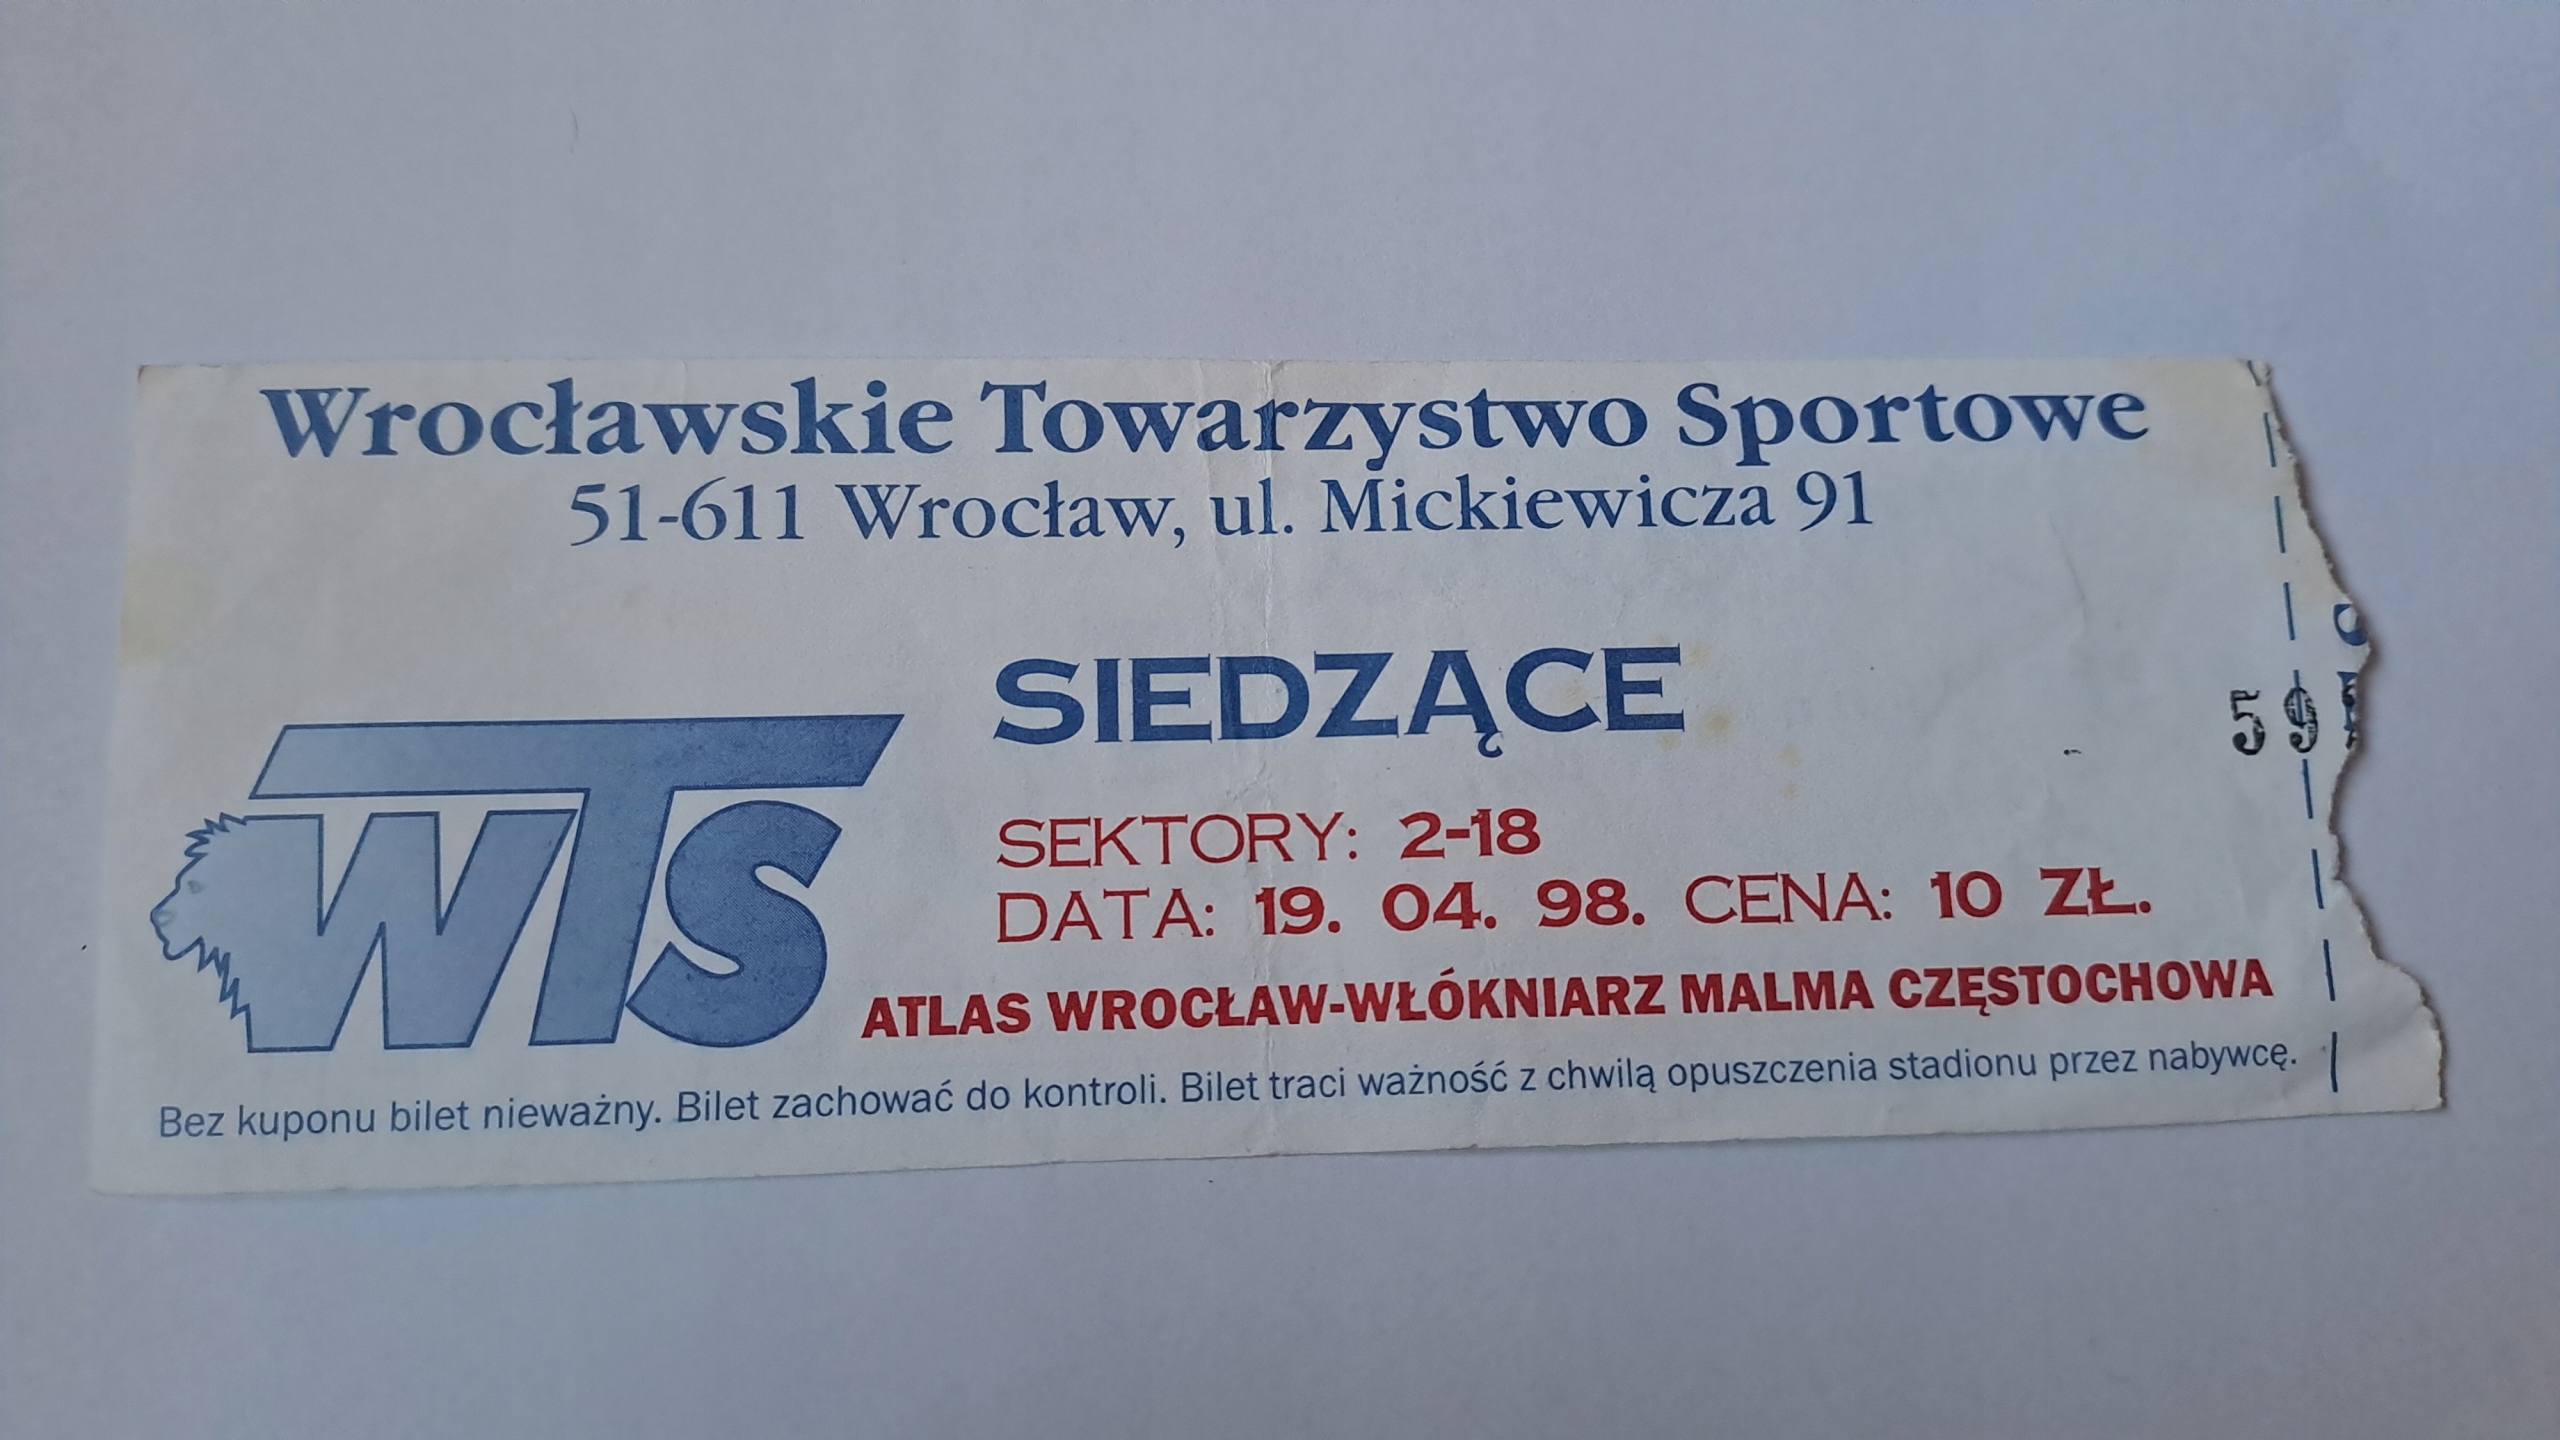 Wrocławskie Towarzystwo Sportowe
51-611 Wrocław, ul. Mickiewicza 91
SIEDZĄCE
59
WTS
SEKTORY: 2-18
DATA: 19. 04. 98. CENA: 10 ZŁ.
ATLAS WROCŁAW-WŁÓKNIARZ MALMA CZĘSTOCHOWA
Bez kuponu bilet nieważny. Bilet zachować do kontroli. Bilet traci ważność z chwilą opuszczenia stadionu przez nabywcę.